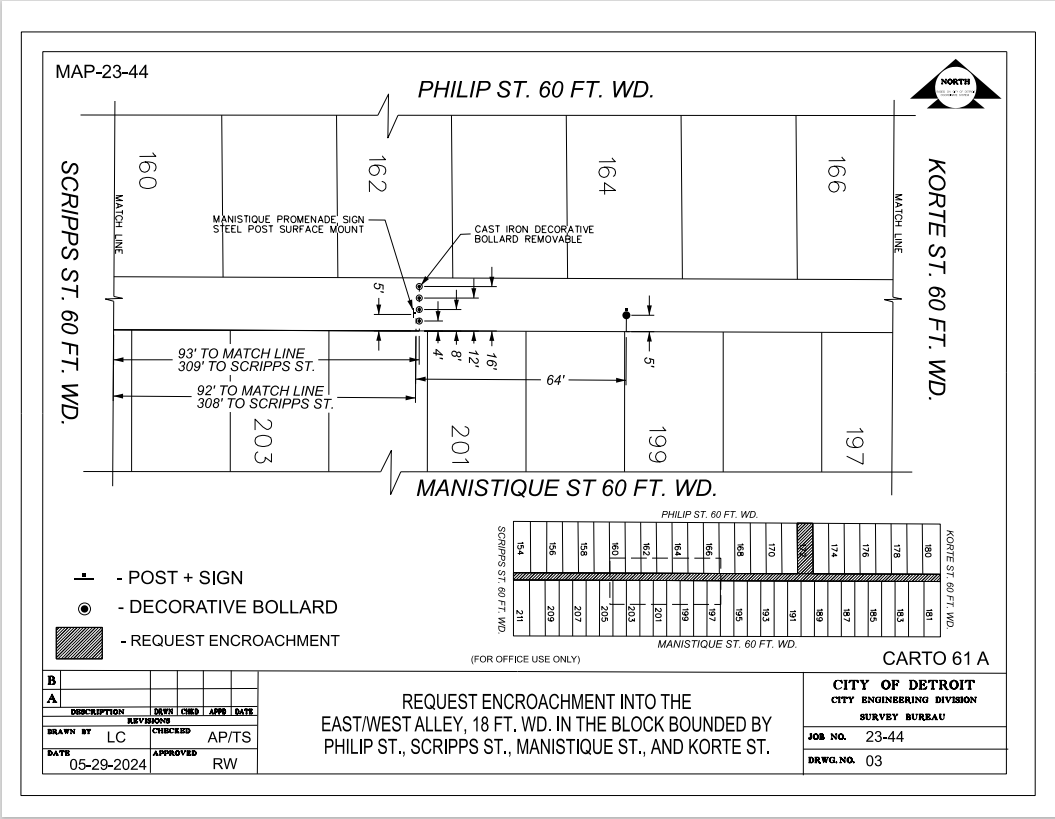 MAP-23-44
PHILIP ST. 60 FT. WD.
NORTH
SCRIPPS ST. 60 FT. WD.
KORTE ST. 60 FT. WD.
160
162
164
166
MATCH LINE
MATCH LINE
MANISTIQUE PROMENADE SIGN
STEEL POST SURFACE MOUNT
CAST IRON DECORATIVE
BOLLARD REMOVABLE
5'
4'
8'
12'
16'
5'
93' TO MATCH LINE
309' TO SCRIPPS ST.
64'
92' TO MATCH LINE
308' TO SCRIPPS ST.
203
201
199
197
MANISTIQUE ST 60 FT. WD.
PHILIP ST. 60 FT. WD.
SCRIPPS ST. 60 FT. WD.
154
156
158
160
162
164
166
168
170
174
176
178
180
KORTE ST. 60 FT. WD.
211
209
207
205
203
201
199
197
195
193
191
189
187
185
183
181
MANISTIQUE ST. 60 FT. WD.
- POST + SIGN
- DECORATIVE BOLLARD
- REQUEST ENCROACHMENT
(FOR OFFICE USE ONLY)
CARTO 61 A
B
A
DESCRIPTION DRWN CHKD APPD DATE
REVISIONS
DRAWN BY LC CHECKED AP/TS
DATE 05-29-2024 APPROVED RW
REQUEST ENCROACHMENT INTO THE
EAST/WEST ALLEY, 18 FT. WD. IN THE BLOCK BOUNDED BY
PHILIP ST., SCRIPPS ST., MANISTIQUE ST., AND KORTE ST.
CITY OF DETROIT
CITY ENGINEERING DIVISION
SURVEY BUREAU
JOB NO. 23-44
DRWG. NO. 03